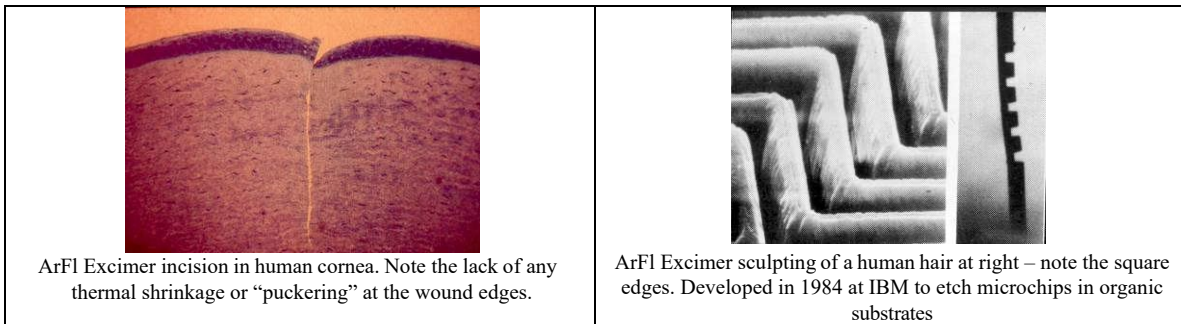 ArFl Excimer incision in human cornea. Note the lack of any
thermal shrinkage or “puckering” at the wound edges.
ArFl Excimer sculpting of a human hair at right – note the square
edges. Developed in 1984 at IBM to etch microchips in organic
substrates